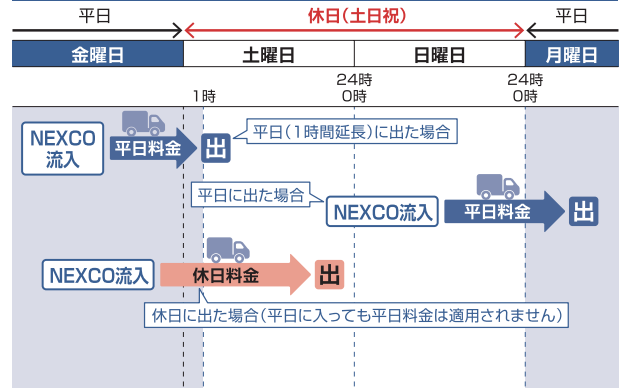 平日
休日(土日祝)
平日
金曜日
土曜日
日曜日
月曜日
1時
24時
0時
24時
0時
NEXCO
流入
平日料金
出
平日(1時間延長)に出た場合
平日に出た場合
NEXCO流入
平日料金
出
NEXCO流入
休日料金
出
休日に出た場合(平日に入っても平日料金は適用されません)